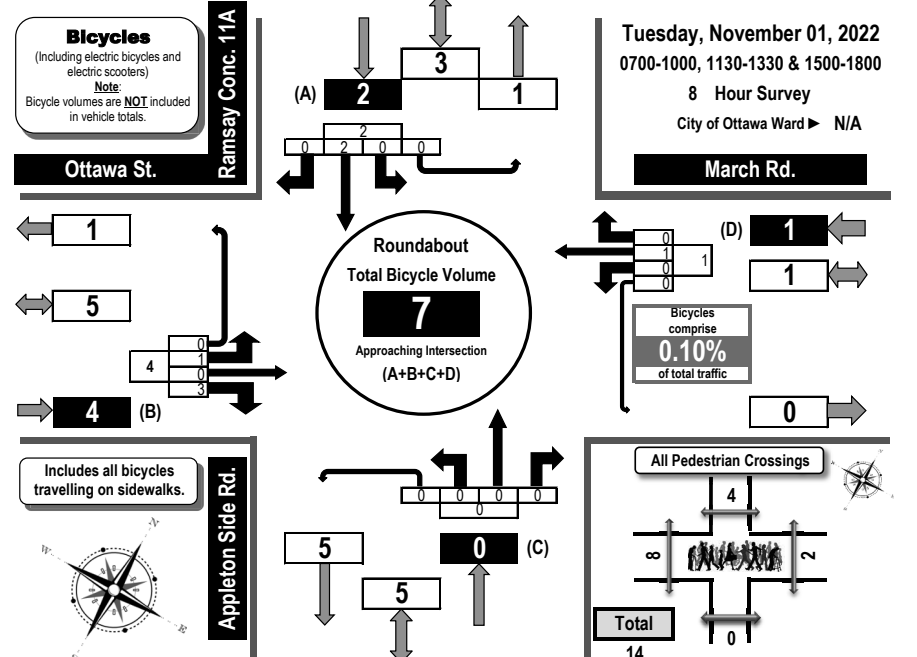 Bicycles
(Including electric bicycles and
electric scooters)
Note:
Bicycle volumes are NOT included
in vehicle totals.
Ramsay Conc. 11A
Ottawa St.
3
(A) 2
1
2
0 2 0 0
Tuesday, November 01, 2022
0700-1000, 1130-1330 & 1500-1800
8 Hour Survey
City of Ottawa Ward ► N/A
March Rd.
1
5
0
1
0
3
4
4 (B)
Roundabout
Total Bicycle Volume
7
Approaching Intersection
(A+B+C+D)
0
1
0
0
1
(D) 1
1
Bicycles
comprise
0.10%
of total traffic
0
Includes all bicycles
travelling on sidewalks.
Appleton Side Rd.
N
W
E
S
0 0 0 0
0
5
0 (C)
5
All Pedestrian Crossings
4
8
2
0
Total
14